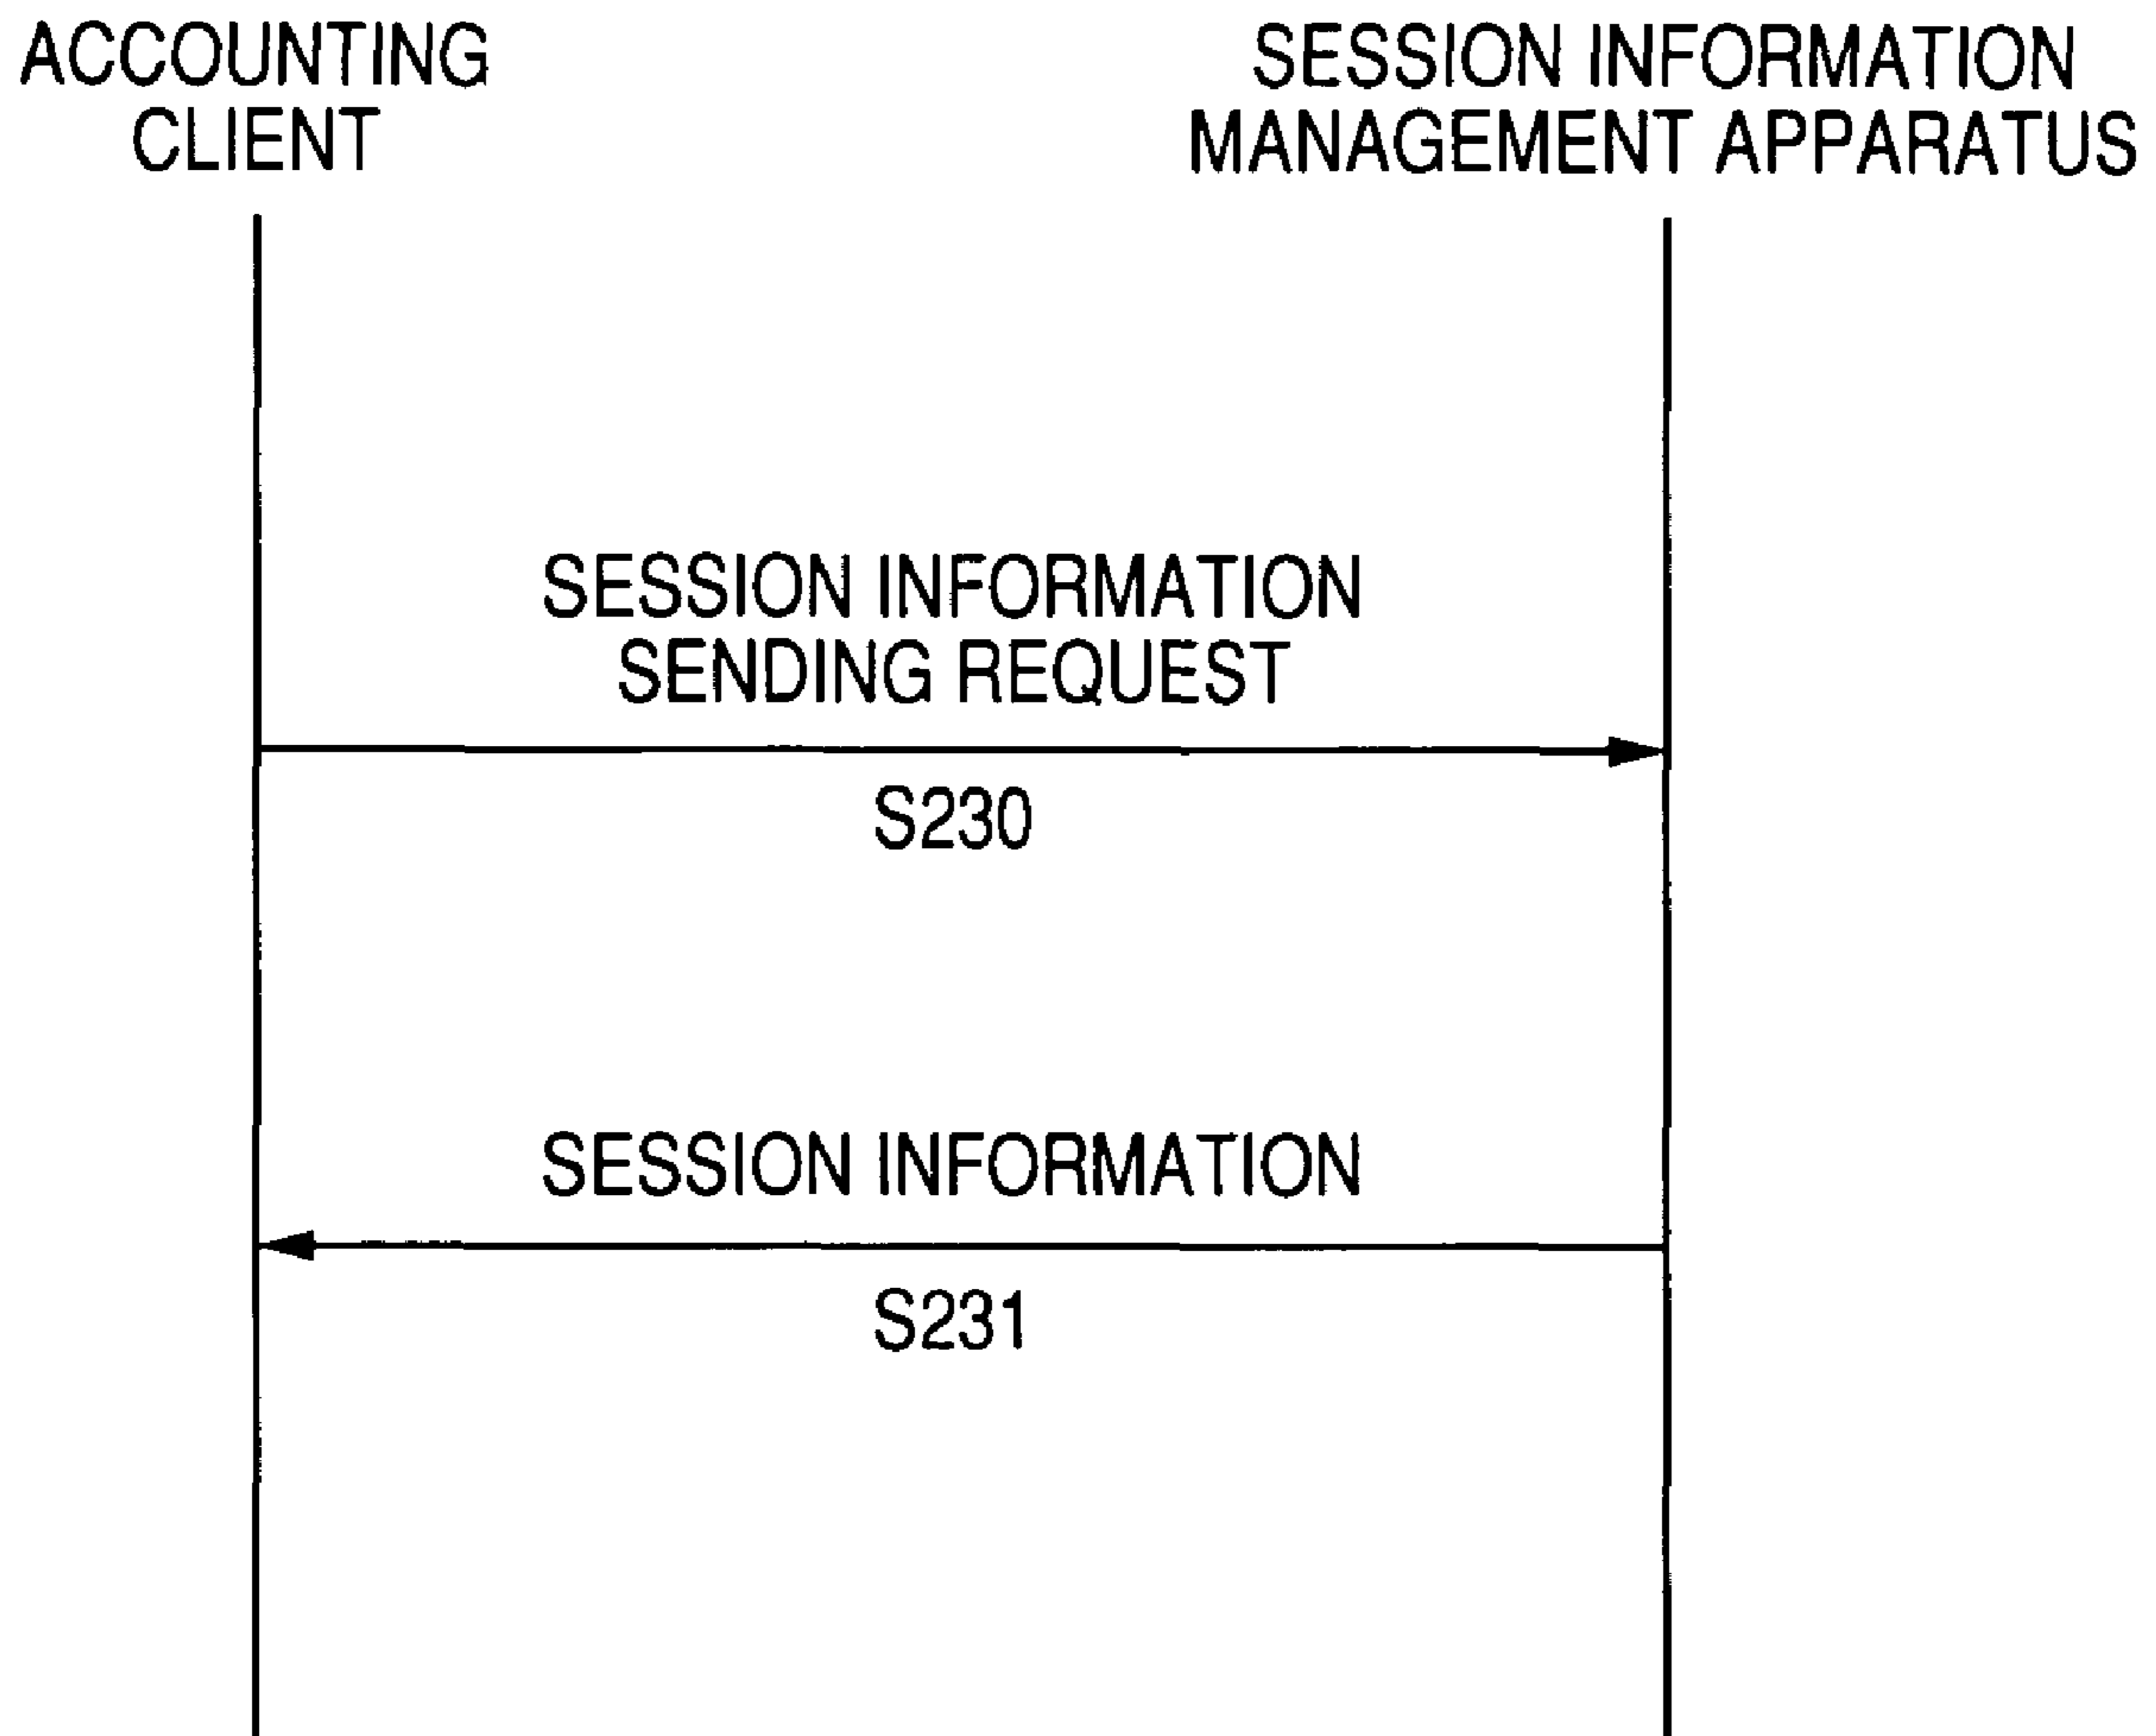 ACCOUNTING
CLIENT
SESSION INFORMATION
MANAGEMENT APPARATUS
SESSION INFORMATION
SENDING REQUEST
S230
SESSION INFORMATION
S231